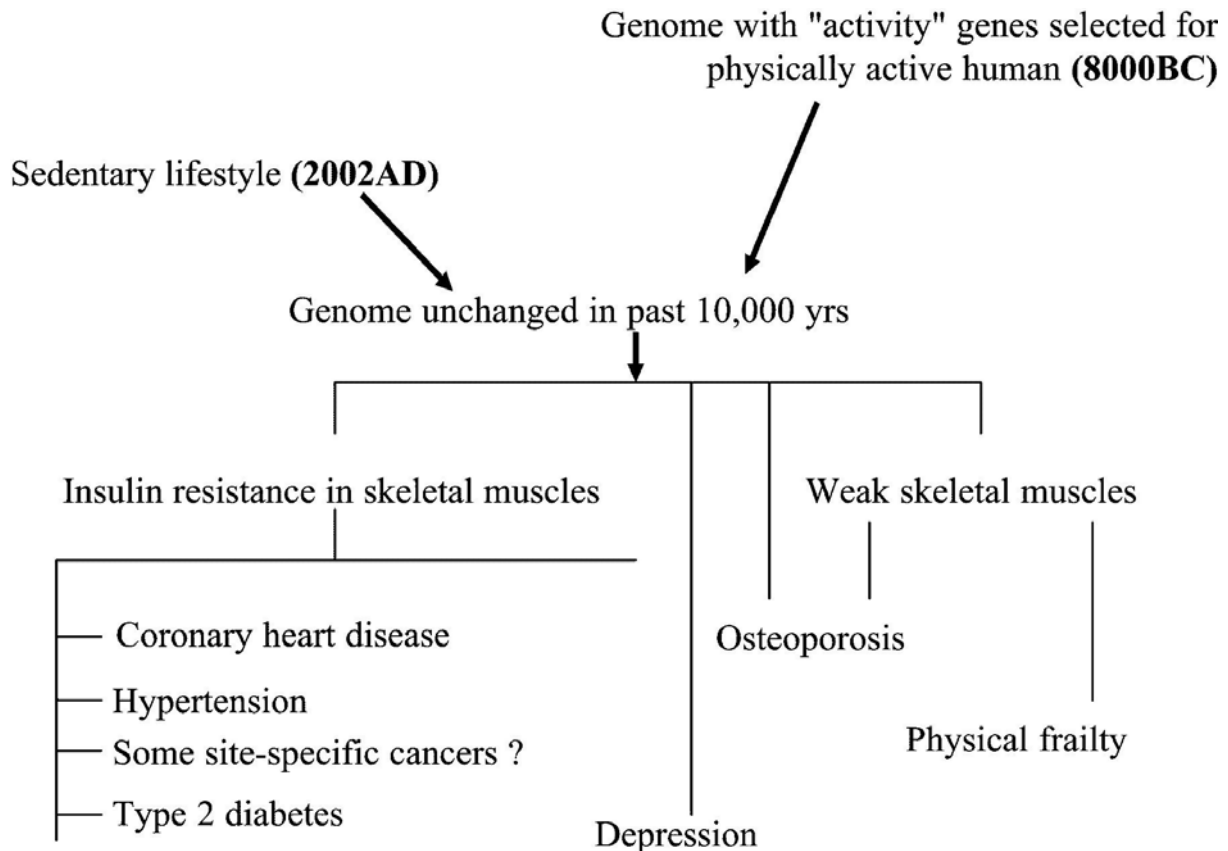 Genome with "activity" genes selected for
physically active human (8000BC)
Sedentary lifestyle (2002AD)
Genome unchanged in past 10,000 yrs
Insulin resistance in skeletal muscles
Weak skeletal muscles
Coronary heart disease
Osteoporosis
Hypertension
Physical frailty
Some site-specific cancers ?
Type 2 diabetes
Depression